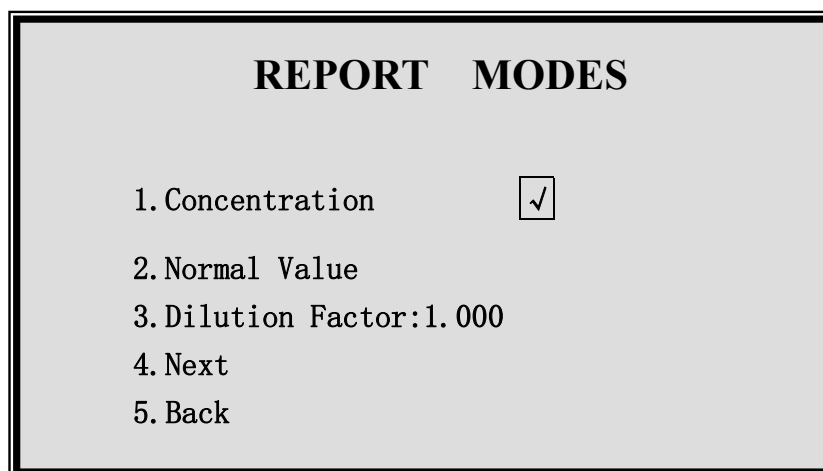 REPORT MODES
1.Concentration √
2.Normal Value
3.Dilution Factor:1.000
4.Next
5.Back